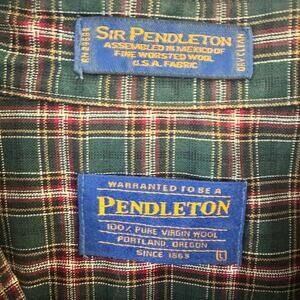 SIR PENDLETON
ASSEMBLED IN MEXICO OF
FINE WORSTED WOOL
U.S.A. FABRIC
DRY CLEAN
WARRANTED TO BE A
PENDLETON
100% PURE VIRGIN WOOL
PORTLAND, OREGON
SINCE 1863
L